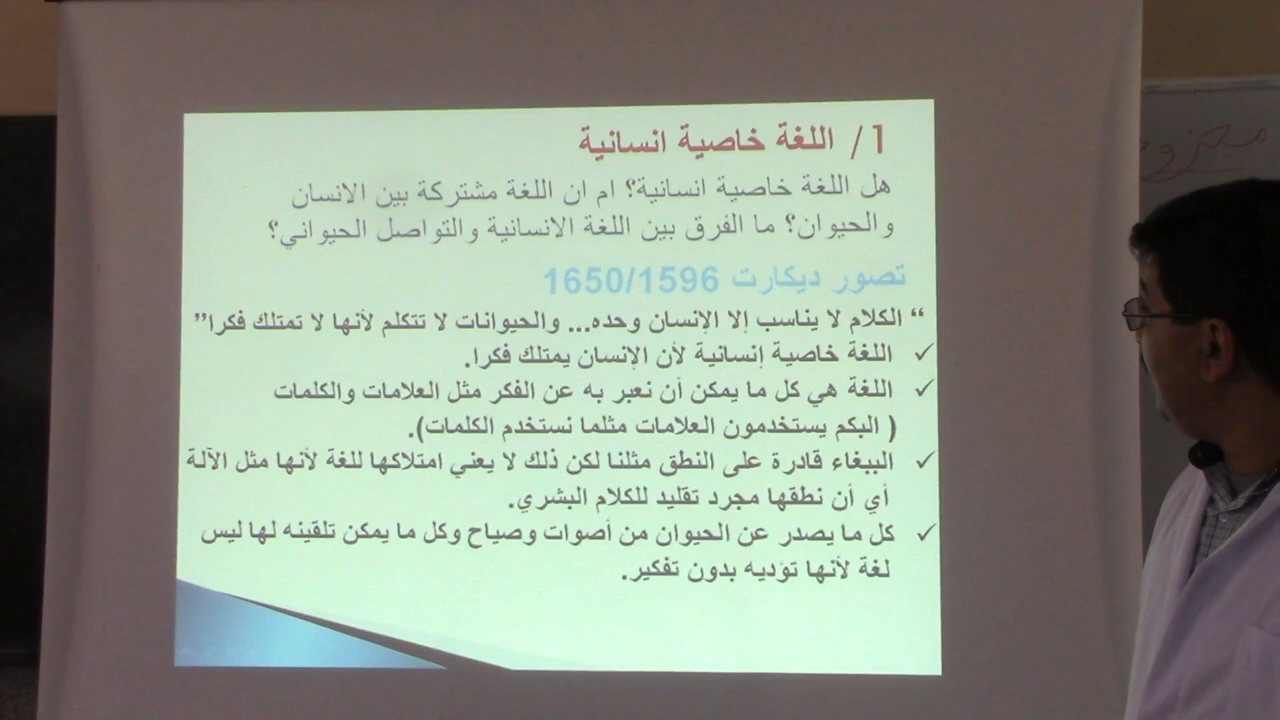 1/ اللغة خاصية انسانية
هل اللغة خاصية انسانية؟ ام ان اللغة مشتركة بين الانسان
والحيوان؟ ما الفرق بين اللغة الانسانية والتواصل الحيواني؟
تصور ديكارت 1650/1596
“ الكلام لا يناسب إلا الإنسان وحده... والحيوانات لا تتكلم لأنها لا تمتلك فكرا”
✓ اللغة خاصية إنسانية لأن الإنسان يمتلك فكرا.
✓ اللغة هي كل ما يمكن أن نعبر به عن الفكر مثل العلامات والكلمات
( البكم يستخدمون العلامات مثلما نستخدم الكلمات).
✓ الببغاء قادرة على النطق مثلنا لكن ذلك لا يعني امتلاكها للغة لأنها مثل الآلة
أي أن نطقها مجرد تقليد للكلام البشري.
✓ كل ما يصدر عن الحيوان من أصوات وصياح وكل ما يمكن تلقينه لها ليس
لغة لأنها تؤديه بدون تفكير.